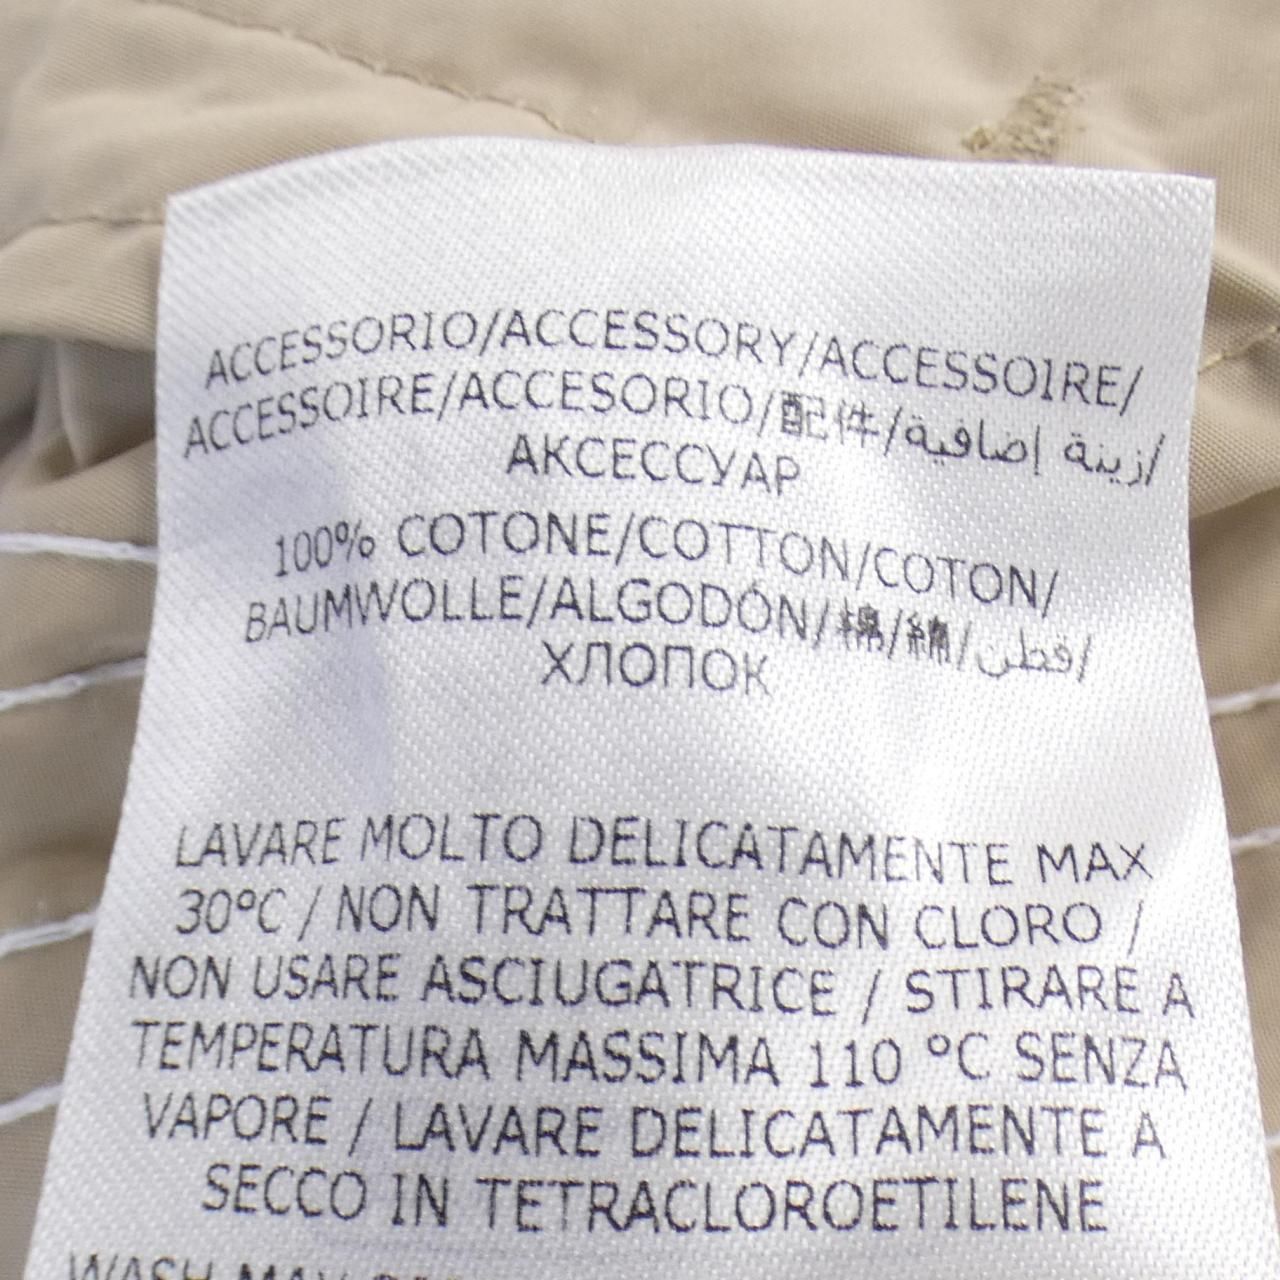 ACCESSORIO/ACCESSORY/ACCESSOIRE/
ACCESSOIRE/ACCESORIO/配件/زينة إضافية/
АКСЕССУАР
100% COTONE/COTTON/COTON/
BAUMWOLLE/ALGODÓN/棉/綿/قطن/
ХЛОПОК
LAVARE MOLTO DELICATAMENTE MAX
30°C / NON TRATTARE CON CLORO /
NON USARE ASCIUGATRICE / STIRARE A
TEMPERATURA MASSIMA 110 °C SENZA
VAPORE / LAVARE DELICATAMENTE A
SECCO IN TETRACLOROETILENE
WASH MAX